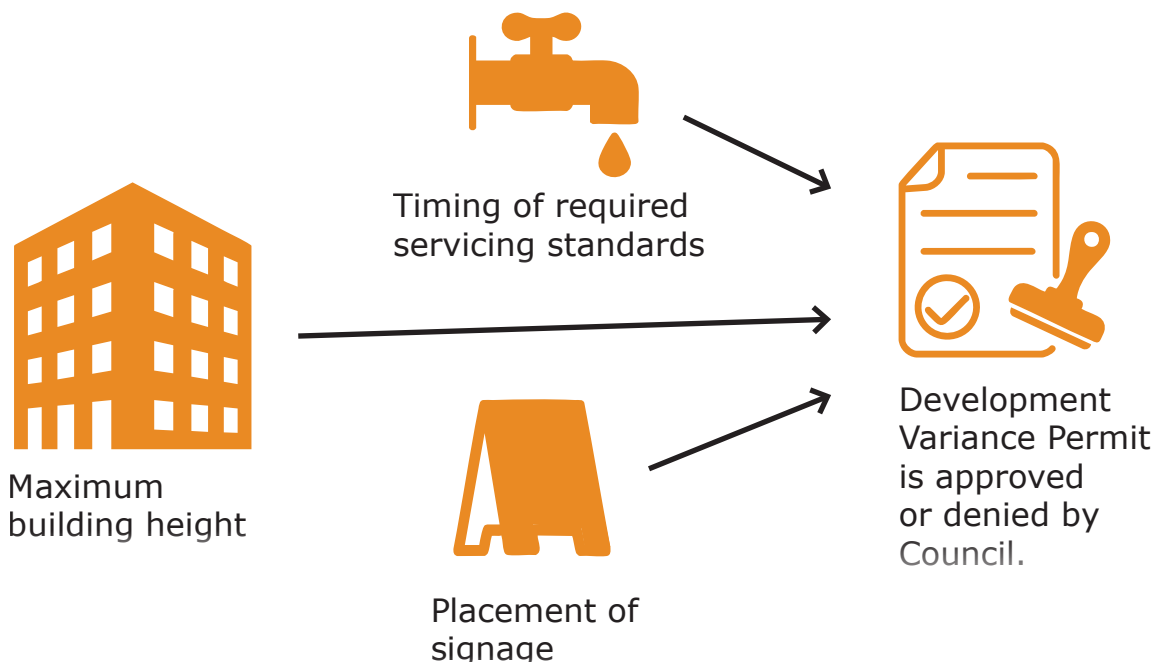 Timing of required
servicing standards
Maximum
building height
Placement of
signage
Development
Variance Permit
is approved
or denied by
Council.